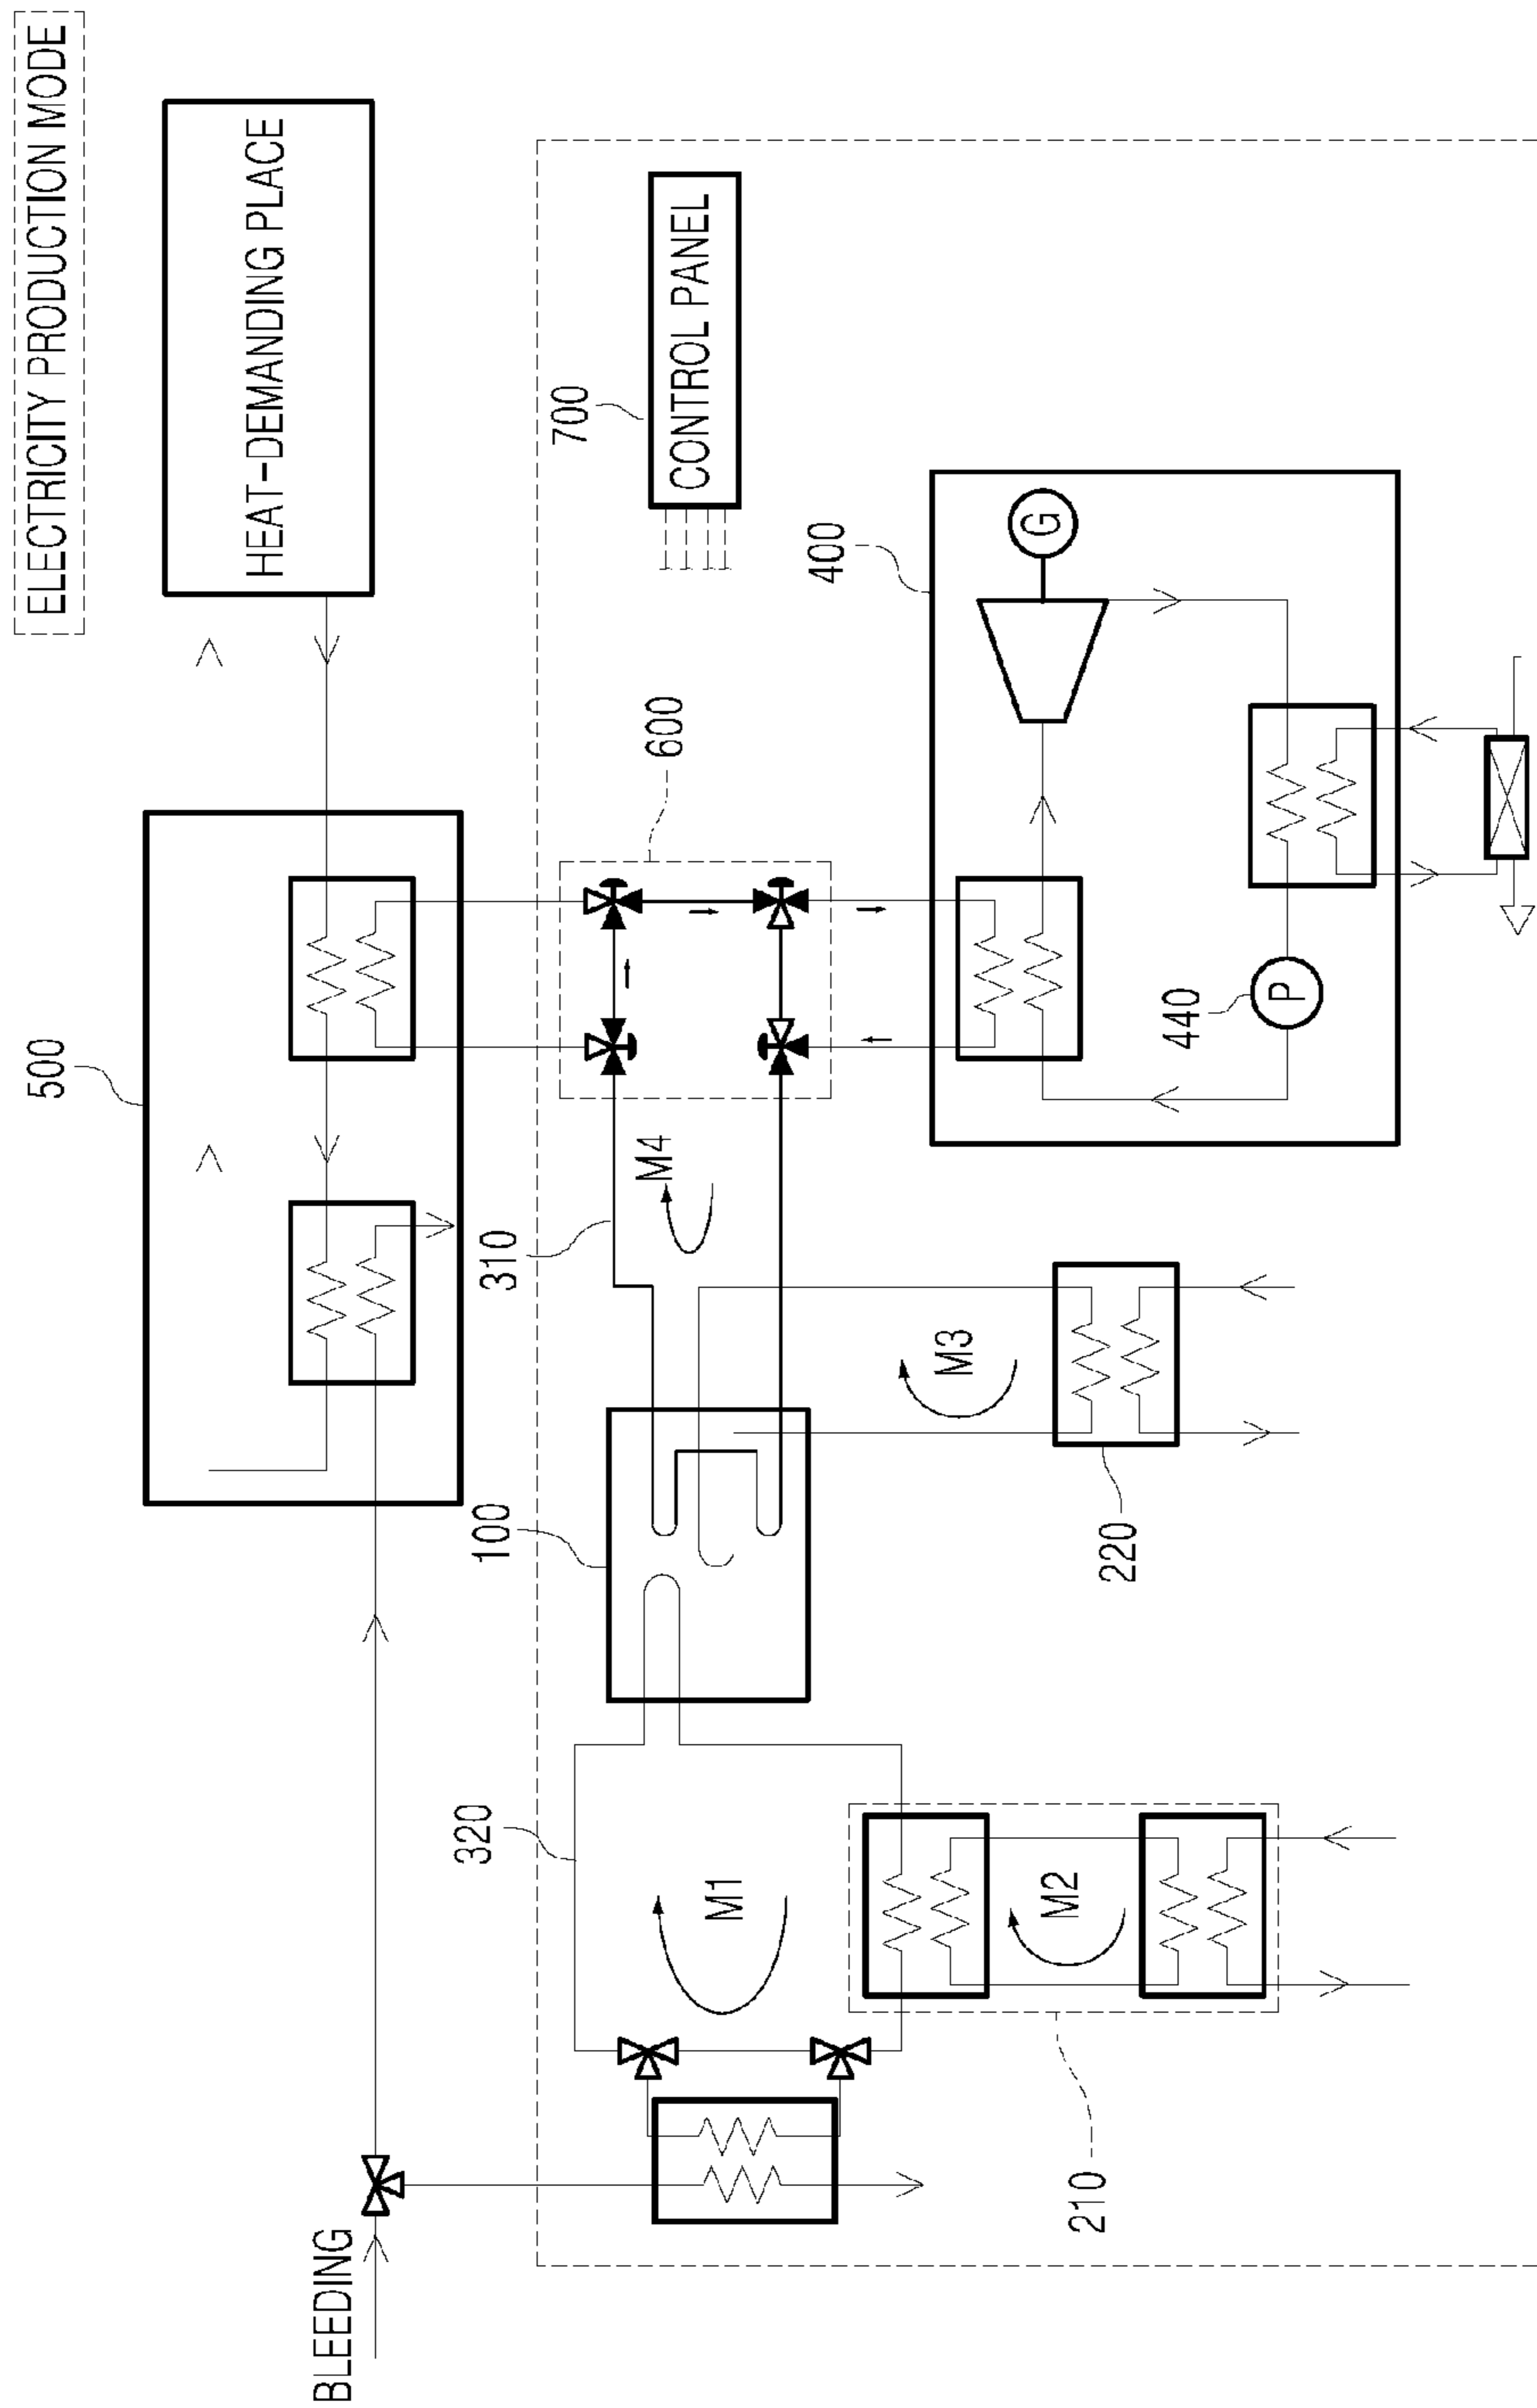 ELECTRICITY PRODUCTION MODE
HEAT-DEMANDING PLACE
500
BLEEDING
700
CONTROL PANEL
600
310
M4
100
320
M1
400
G
M3
220
M2
210
440
P